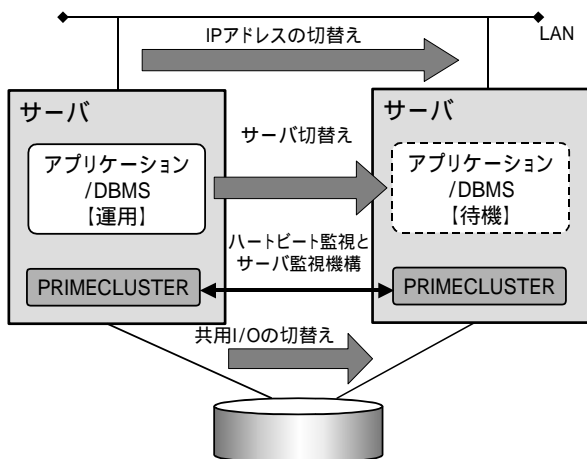 IPアドレスの切替え
LAN
サーバ
サーバ
サーバ切替え
アプリケーション
/DBMS
【運用】
アプリケーション
/DBMS
【待機】
ハートビート監視と
サーバ監視機構
PRIMECLUSTER
PRIMECLUSTER
共用I/Oの切替え